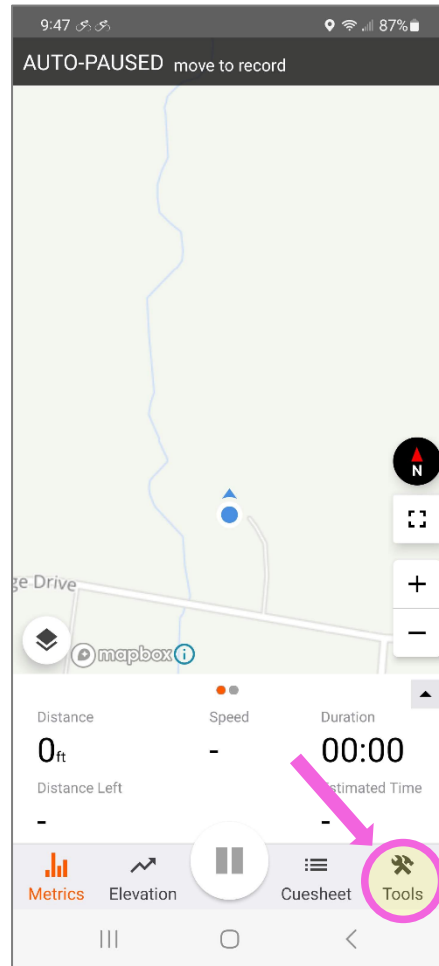 9:47 87%
AUTO-PAUSED move to record
N
ge Drive
+
mapbox i
−
Distance Speed Duration
0ft - 00:00
Distance Left Estimated Time
- -
Metrics Elevation Cuesheet Tools